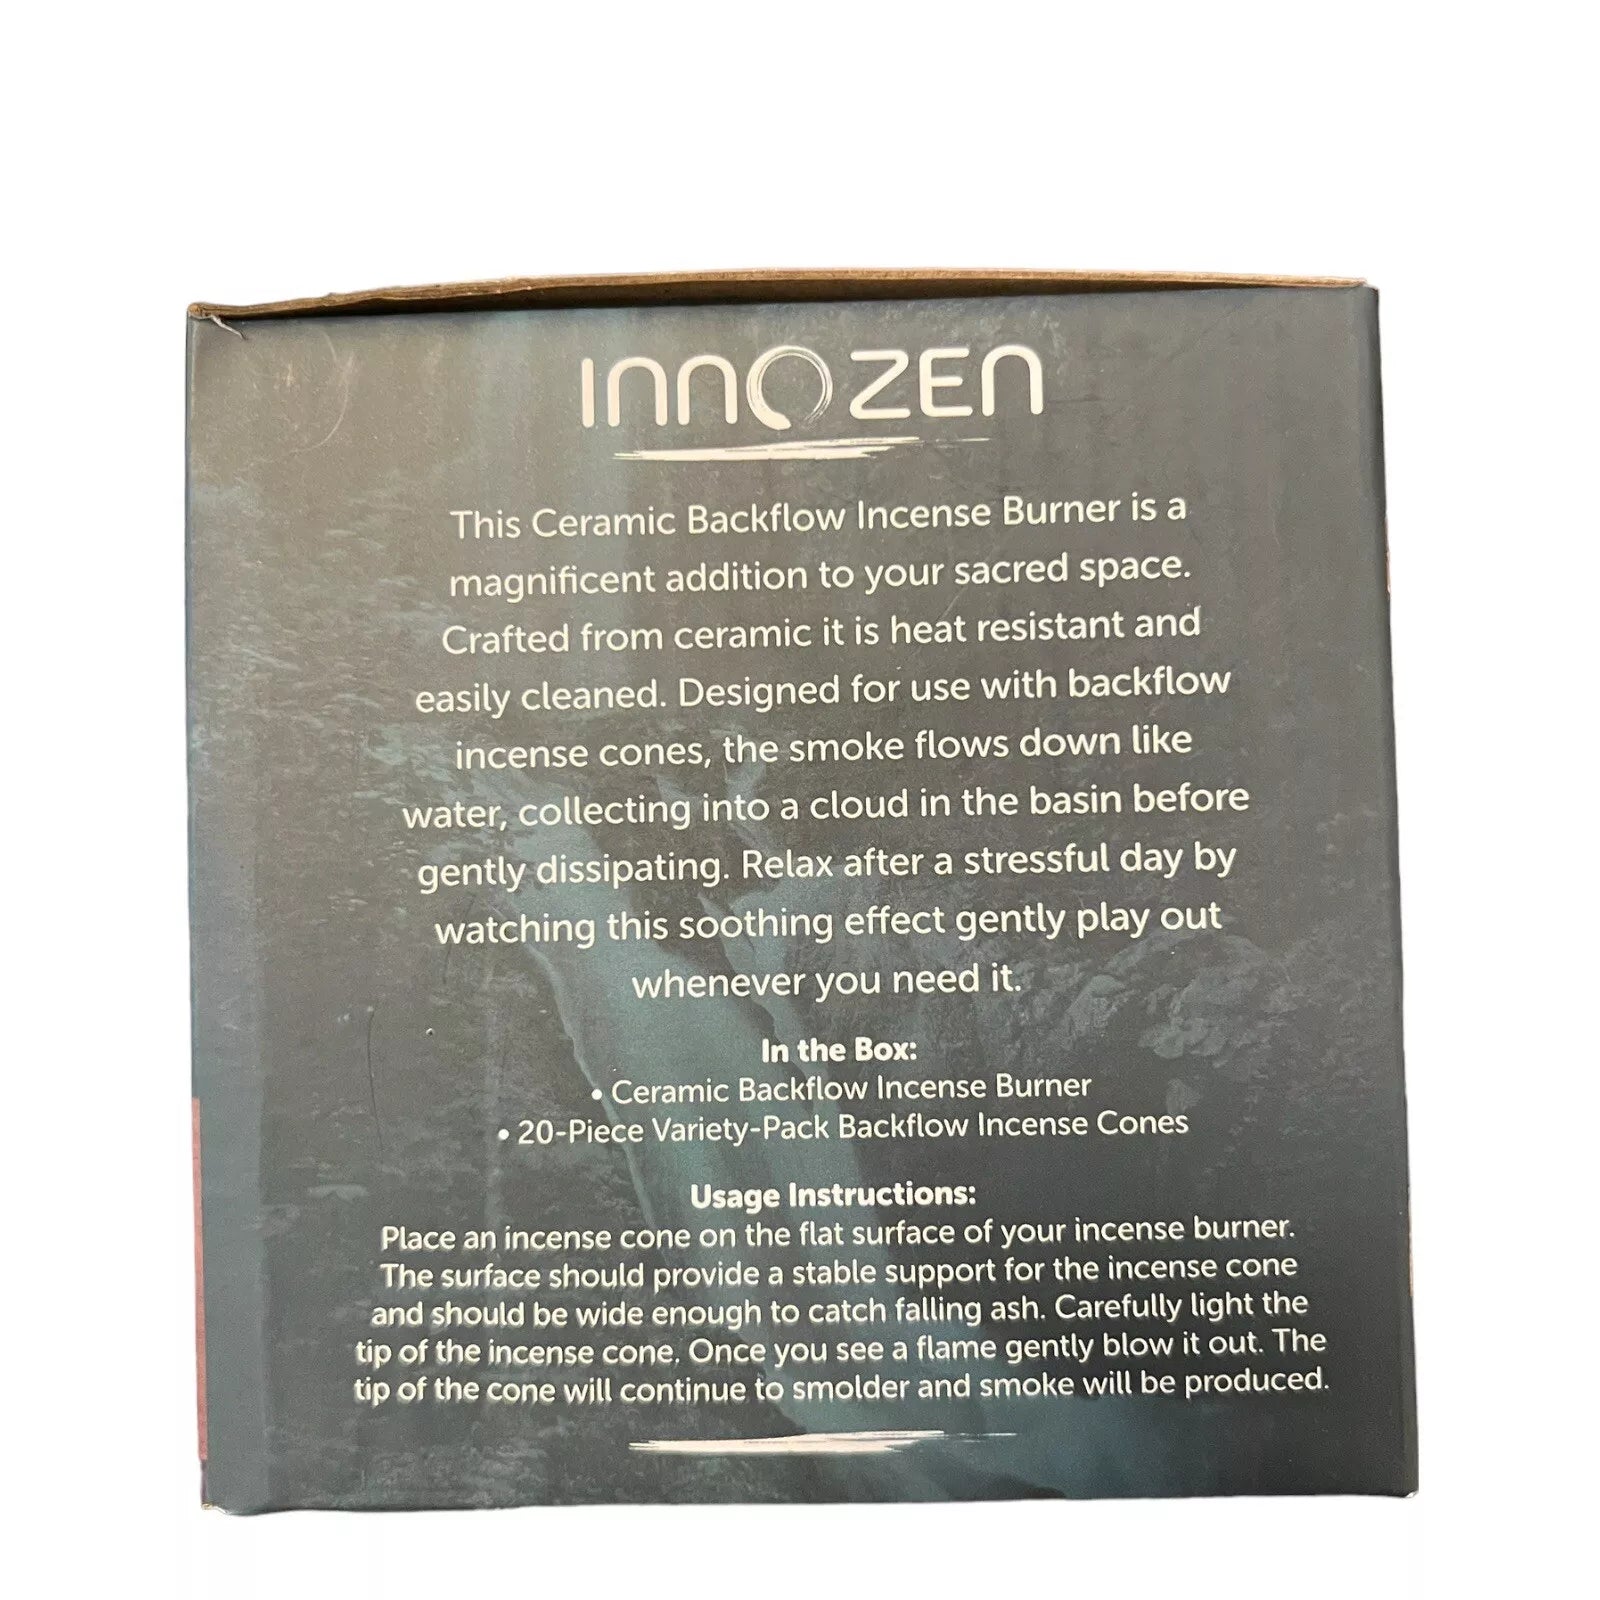 INNOZEN
This Ceramic Backflow Incense Burner is a
magnificent addition to your sacred space.
Crafted from ceramic it is heat resistant and
easily cleaned. Designed for use with backflow
incense cones, the smoke flows down like
water, collecting into a cloud in the basin before
gently dissipating. Relax after a stressful day by
watching this soothing effect gently play out
whenever you need it.
In the Box:
• Ceramic Backflow Incense Burner
• 20-Piece Variety-Pack Backflow Incense Cones
Usage Instructions:
Place an incense cone on the flat surface of your incense burner.
The surface should provide a stable support for the incense cone
and should be wide enough to catch falling ash. Carefully light the
tip of the incense cone. Once you see a flame gently blow it out. The
tip of the cone will continue to smolder and smoke will be produced.